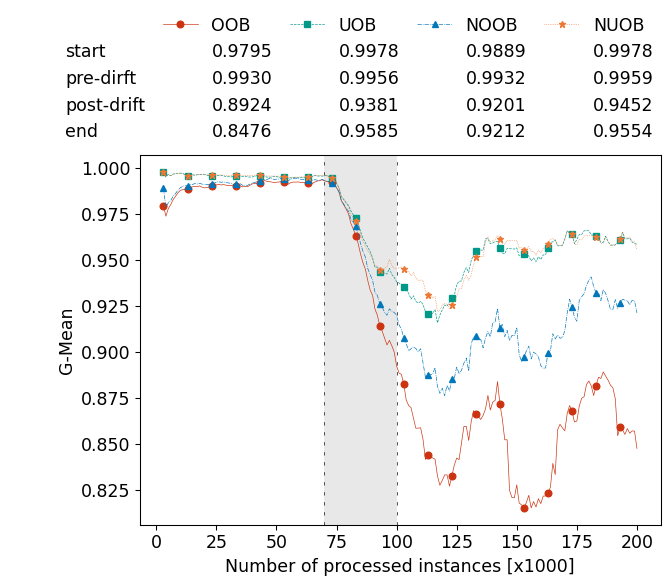 OOB UOB NOOB NUOB
start 0.9795 0.9978 0.9889 0.9978
pre-dirft 0.9930 0.9956 0.9932 0.9959
post-drift 0.8924 0.9381 0.9201 0.9452
end 0.8476 0.9585 0.9212 0.9554
1.000
0.975
0.950
0.925
0.900
0.875
0.850
0.825
G-Mean
0 25 50 75 100 125 150 175 200
Number of processed instances [x1000]